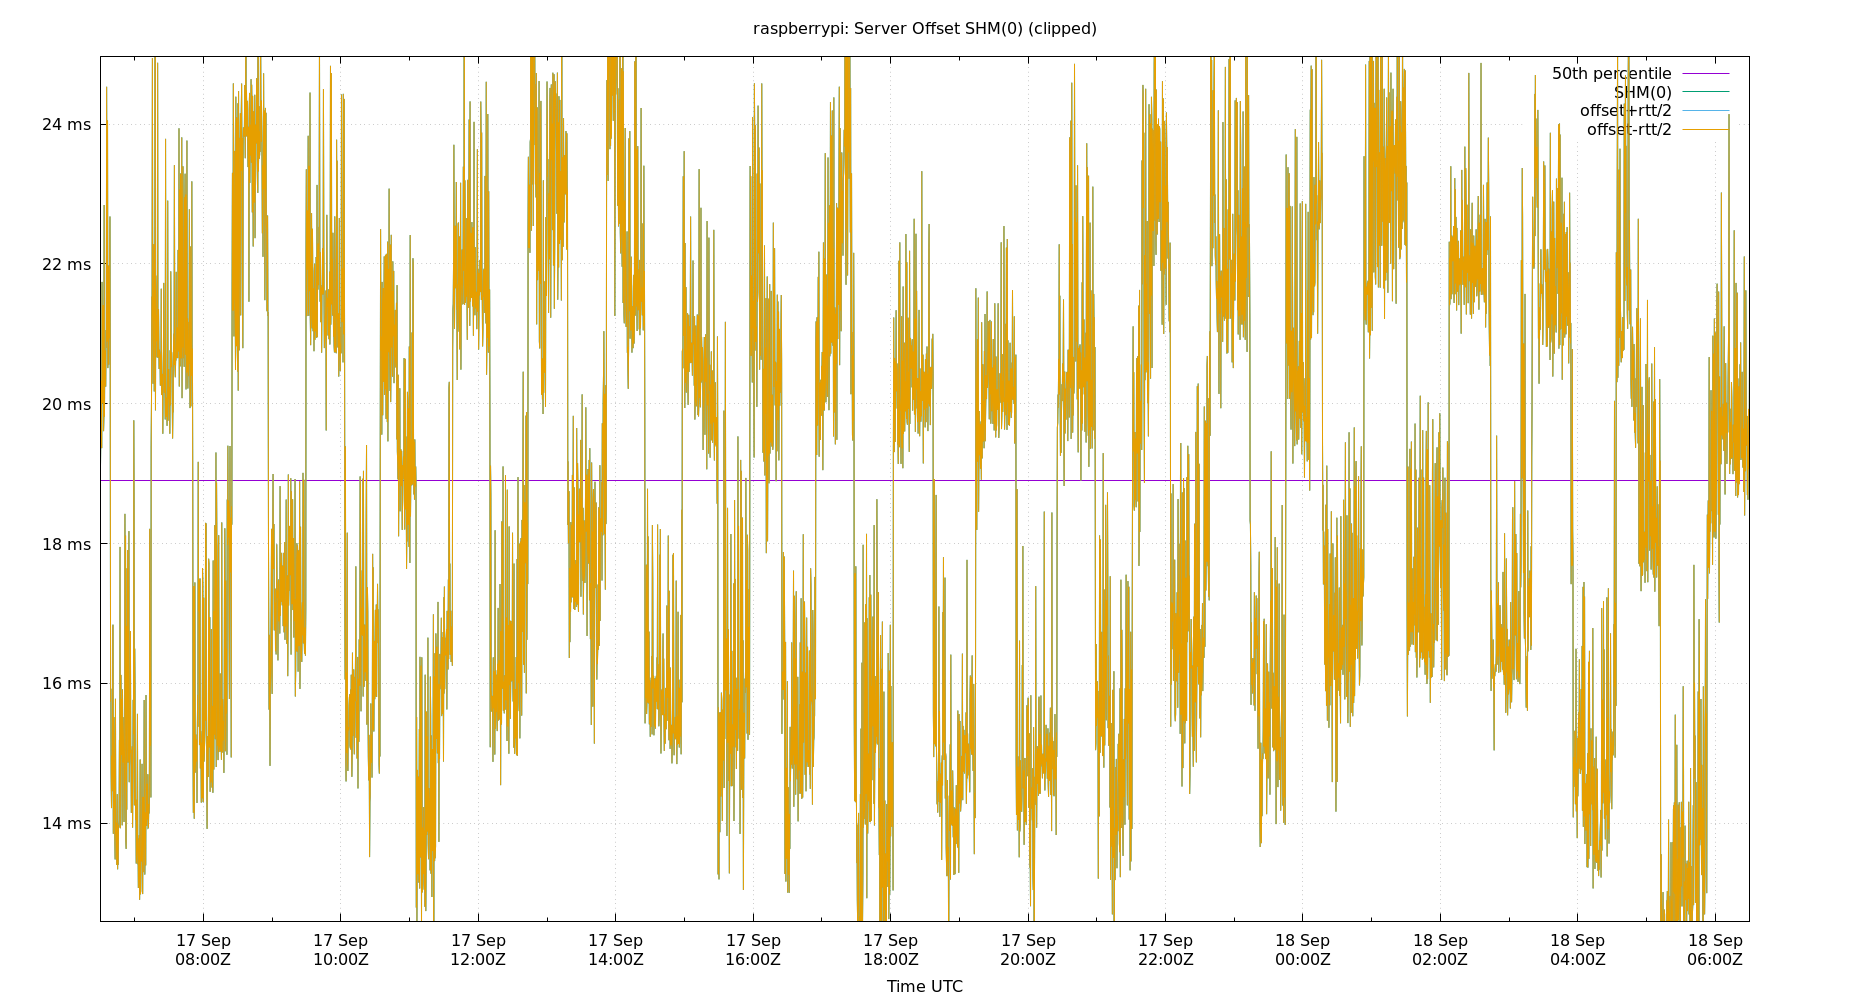 raspberrypi: Server Offset SHM(0) (clipped)
50th percentile
SHM(0)
offset+rtt/2
offset-rtt/2
24 ms
22 ms
20 ms
18 ms
16 ms
14 ms
17 Sep 17 Sep 17 Sep 17 Sep 17 Sep 17 Sep 17 Sep 17 Sep 18 Sep 18 Sep 18 Sep 18 Sep
08:00Z 10:00Z 12:00Z 14:00Z 16:00Z 18:00Z 20:00Z 22:00Z 00:00Z 02:00Z 04:00Z 06:00Z
Time UTC